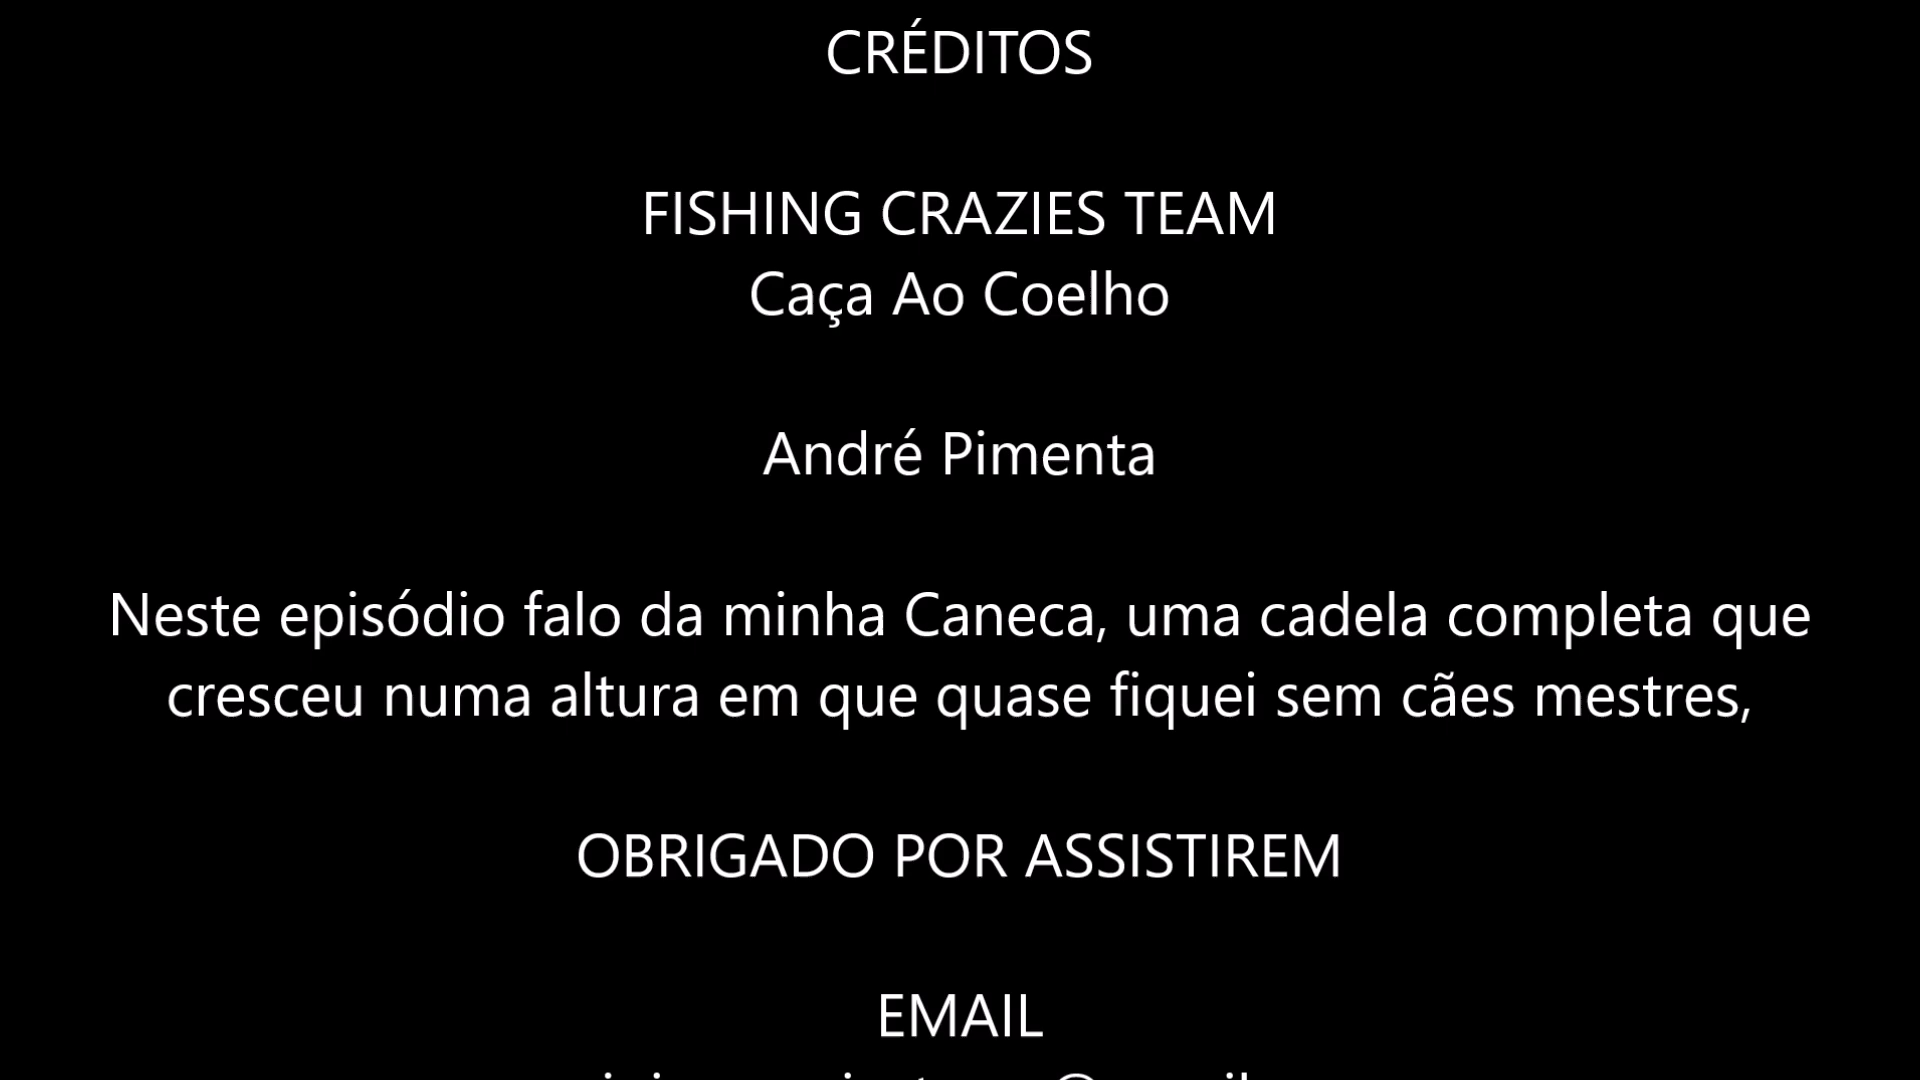 CRÉDITOS
FISHING CRAZIES TEAM
Caça Ao Coelho
André Pimenta
Neste episódio falo da minha Caneca, uma cadela completa que
cresceu numa altura em que quase fiquei sem cães mestres,
OBRIGADO POR ASSISTIREM
EMAIL